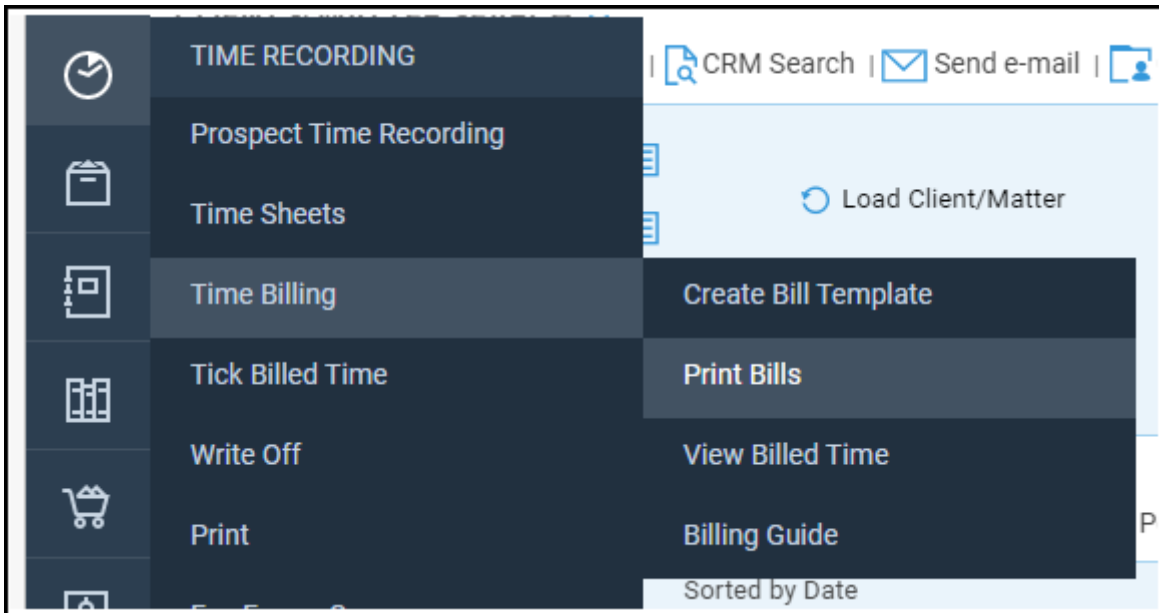 TIME RECORDING
CRM Search | Send e-mail |
Prospect Time Recording
Load Client/Matter
Time Sheets
Time Billing
Create Bill Template
Tick Billed Time
Print Bills
Write Off
View Billed Time
Print
Billing Guide
P
Sorted by Date